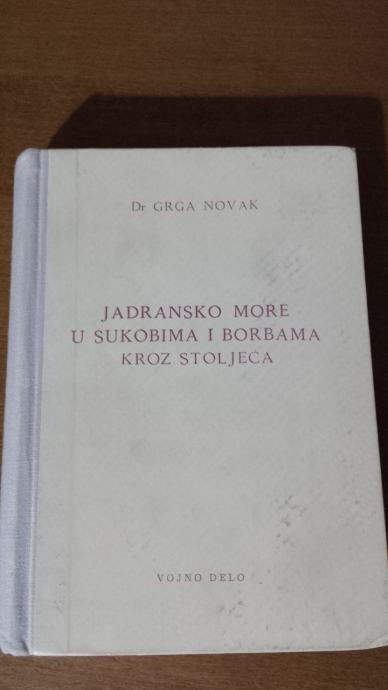 Dr GRGA NOVAK
JADRANSKO MORE
U SUKOBIMA I BORBAMA
KROZ STOLJEĆA
VOJNO DELO